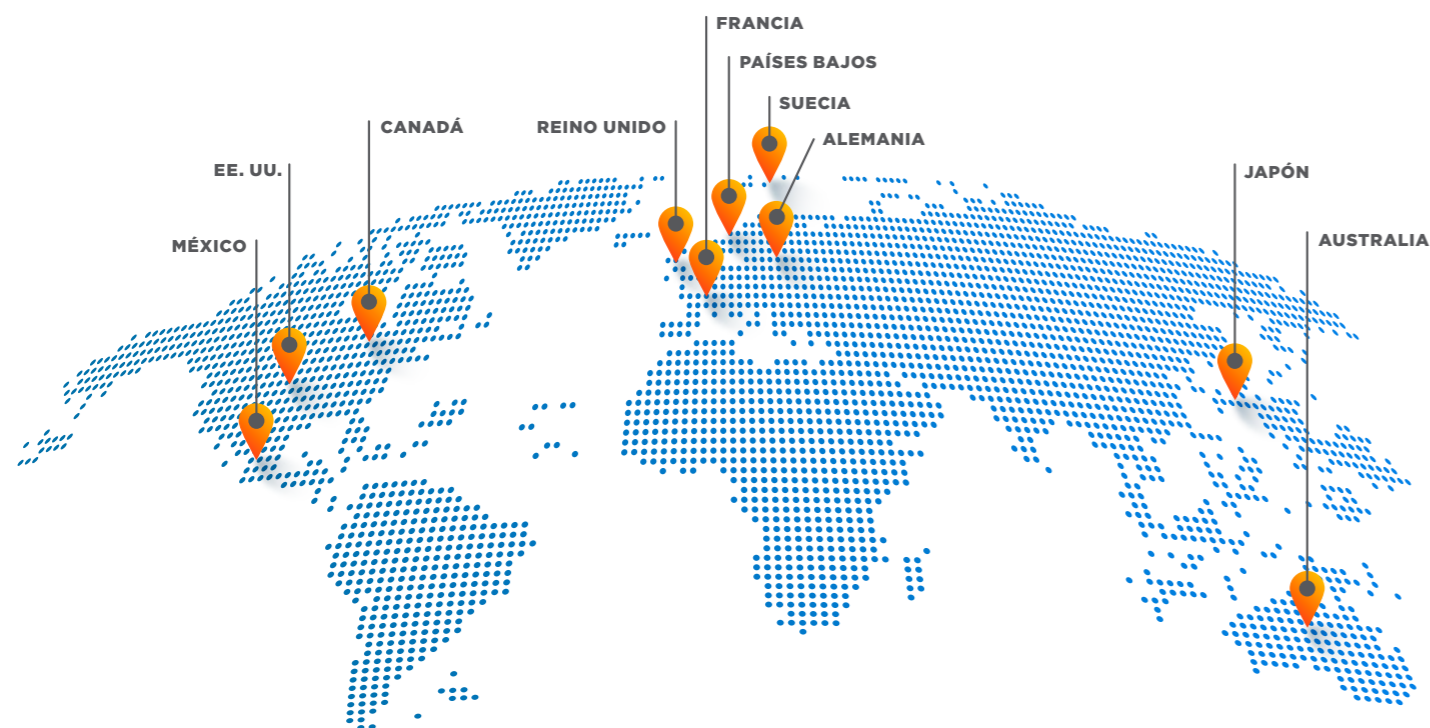 FRANCIA
PAÍSES BAJOS
SUECIA
CANADÁ
REINO UNIDO
ALEMANIA
EE. UU.
JAPÓN
MÉXICO
AUSTRALIA